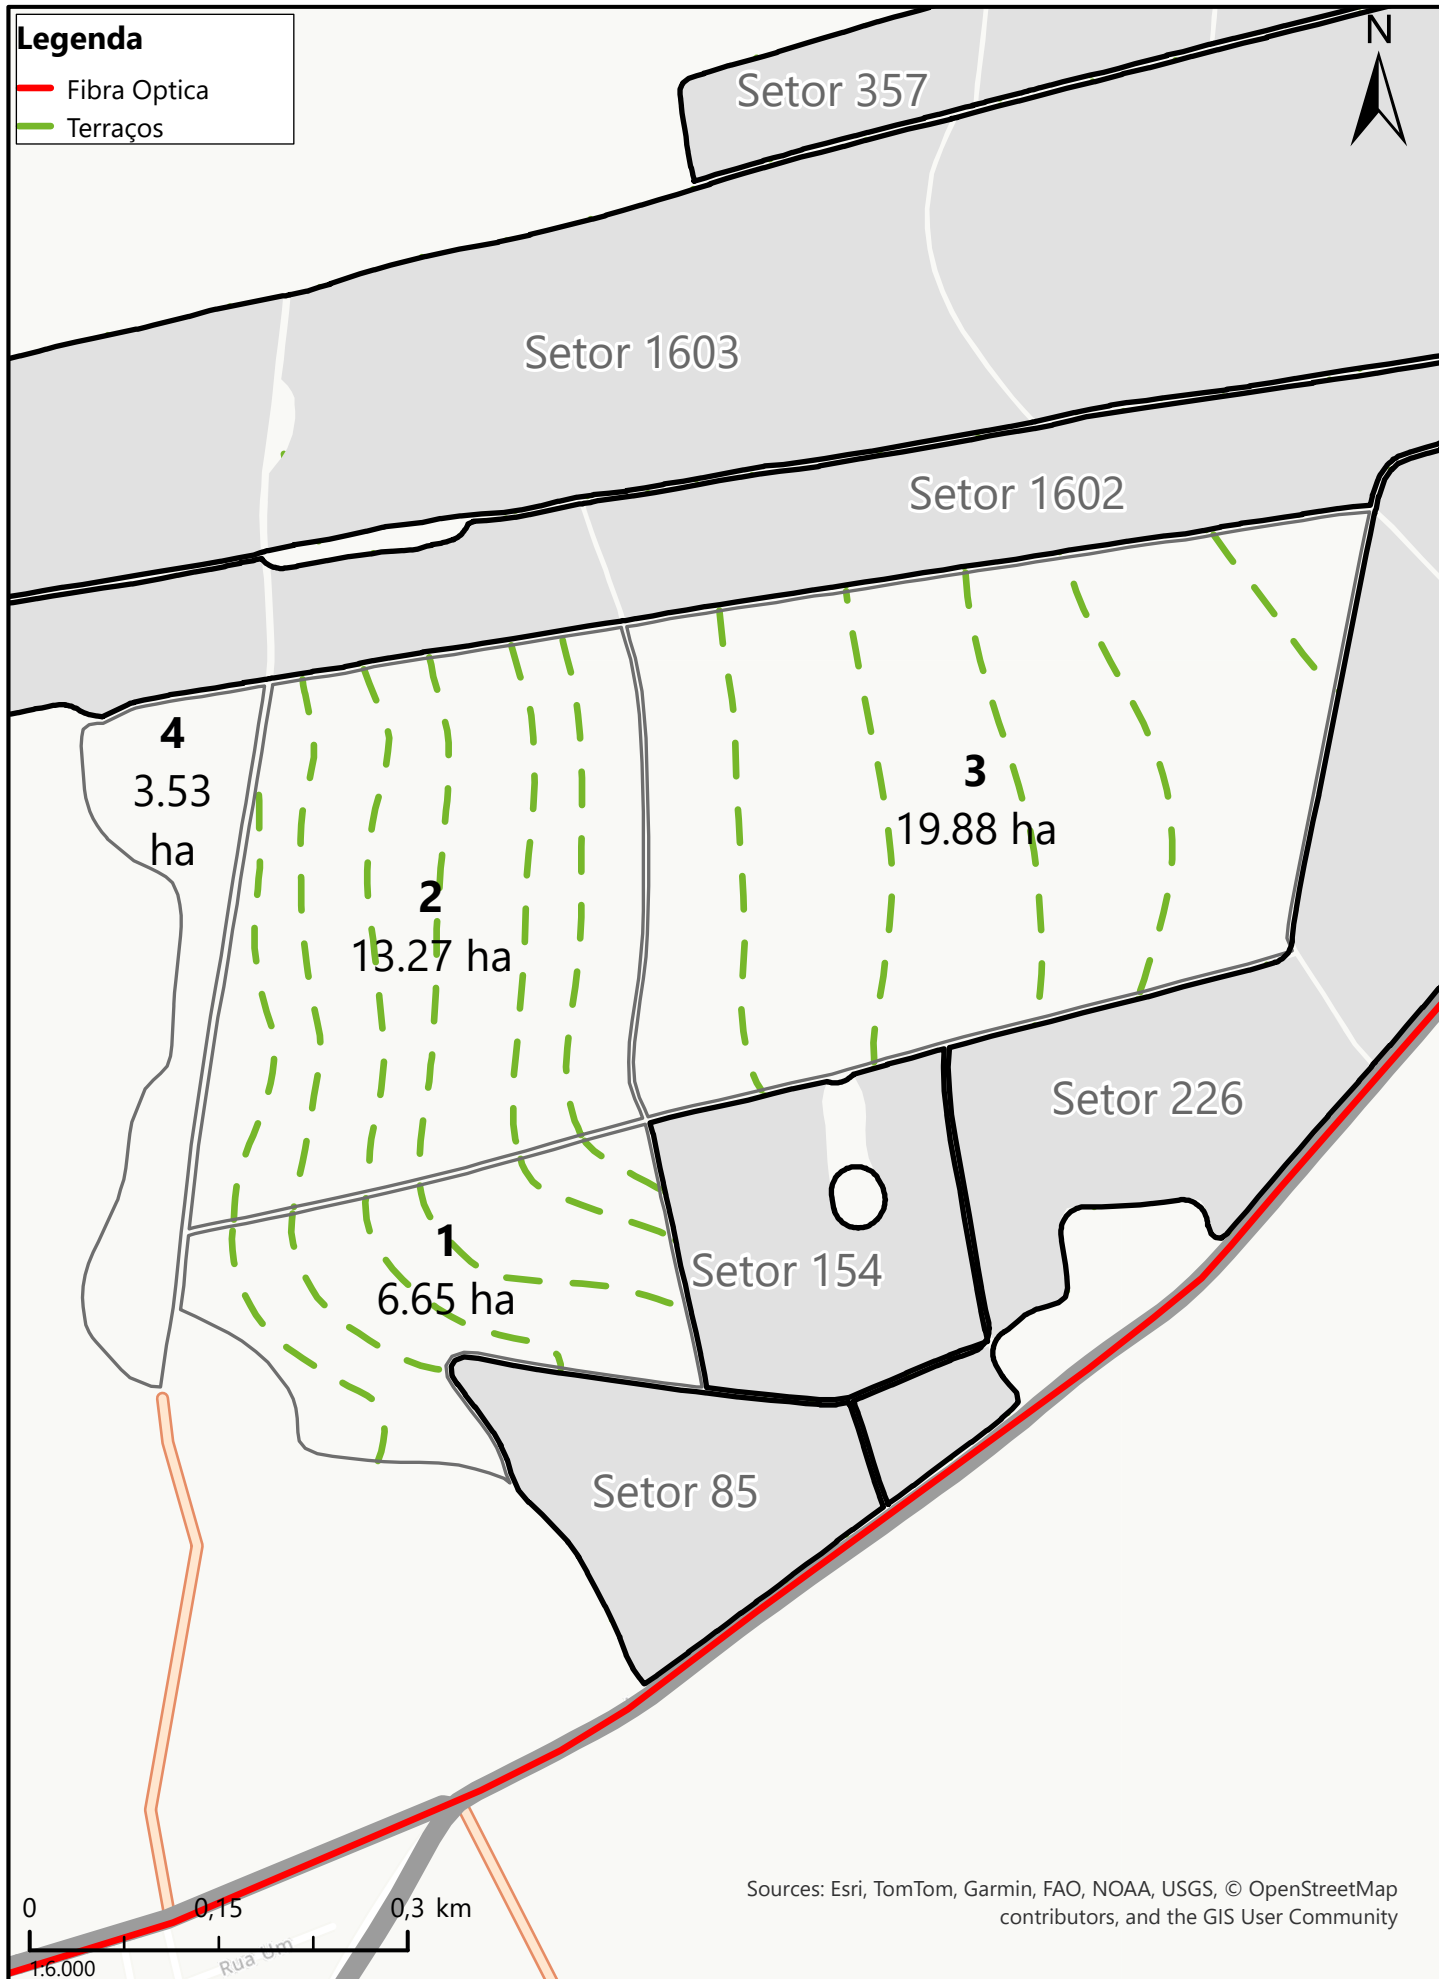 Legenda
Fibra Optica
Terraços
N
Setor 357
Setor 1603
Setor 1602
4
3.53
ha
3
19.88 ha
2
13.27 ha
Setor 226
1
6.65 ha
Setor 154
Setor 85
Sources: Esri, TomTom, Garmin, FAO, NOAA, USGS, © OpenStreetMap
contributors, and the GIS User Community
0 0,15 0,3 km
Rua Um
1:6.000